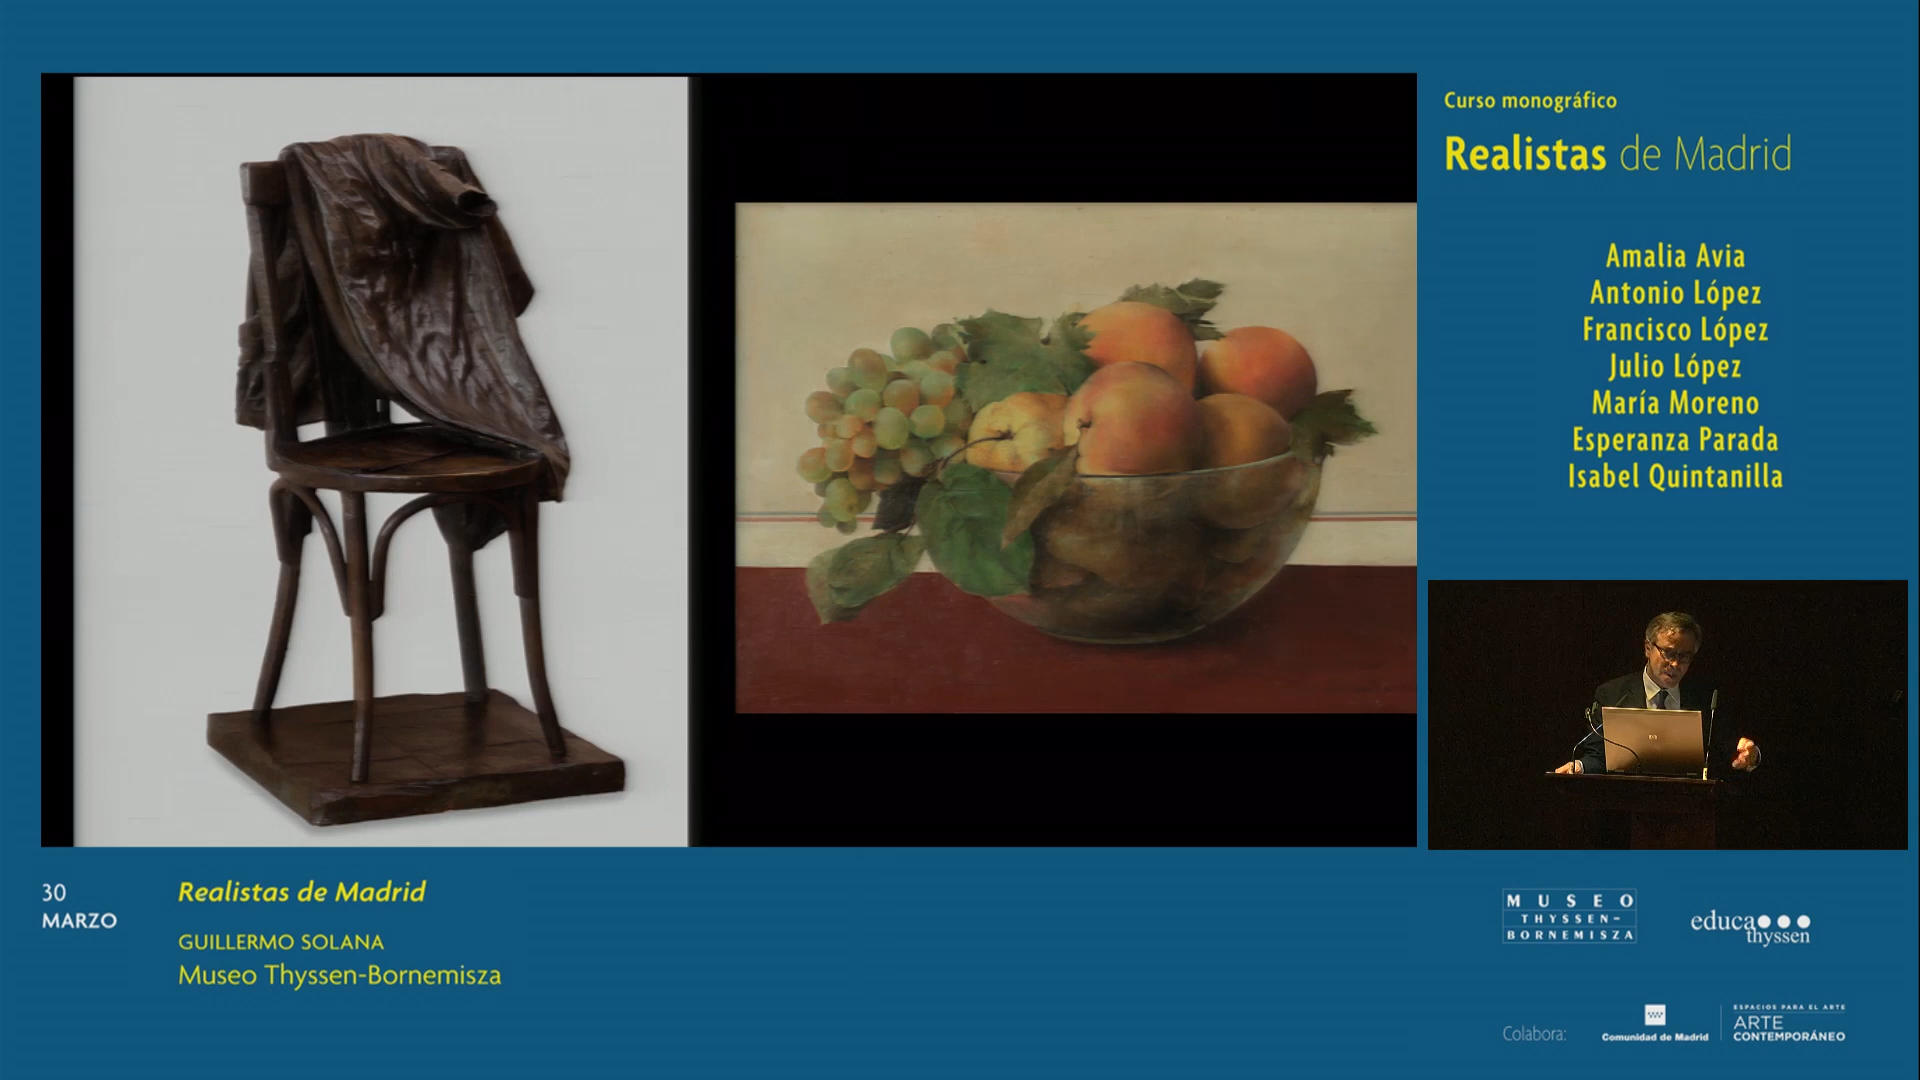 Curso monográfico
Realistas de Madrid
Amalia Avia
Antonio López
Francisco López
Julio López
María Moreno
Esperanza Parada
Isabel Quintanilla
30
MARZO
Realistas de Madrid
GUILLERMO SOLANA
Museo Thyssen-Bornemisza
MUSEO
THYSSEN-
BORNEMISZA
educa
thyssen
Colabora:
Comunidad de Madrid
ESPACIOS PARA EL ARTE
ARTE
CONTEMPORÁNEO